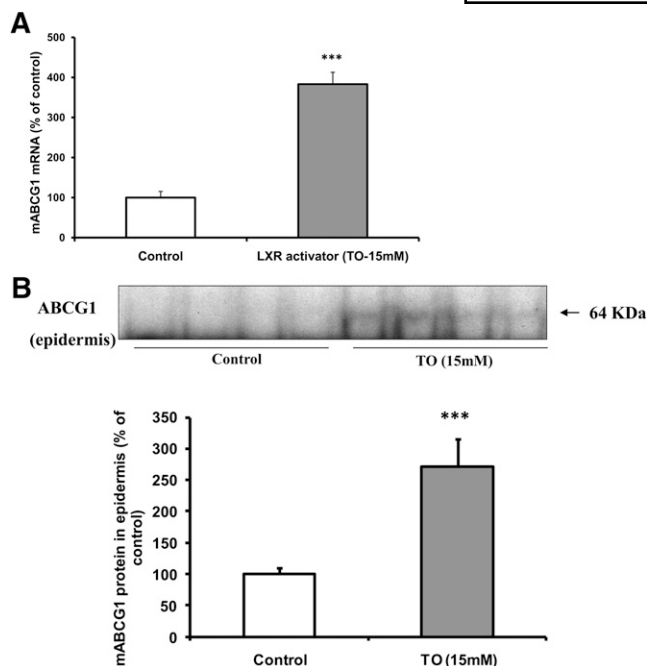 A
mABCG1 mRNA (% of control)
500
400
300
200
100
0
***
Control
LXR activator (TO-15mM)
B
ABCG1
(epidermis)
64 KDa
Control
TO (15mM)
mABCG1 protein in epidermis (% of
control)
350
300
250
200
150
100
50
0
***
Control
TO (15mM)